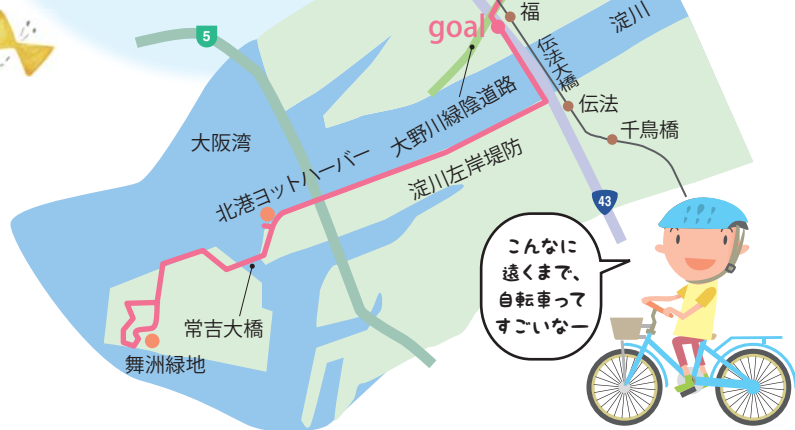 福
goal
5
淀川
伝法大橋
伝法
千鳥橋
大野川緑陰道路
大阪湾
淀川左岸堤防
北港ヨットハーバー
43
こんなに
遠くまで、
自転車って
すごいなー
常吉大橋
舞洲緑地